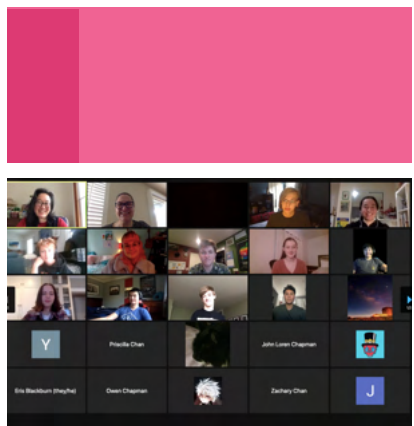 Y
Priscilla Chan
John Loren Chapman
Eris Blackburn (they/he)
Owen Chapman
Zachary Chan
J